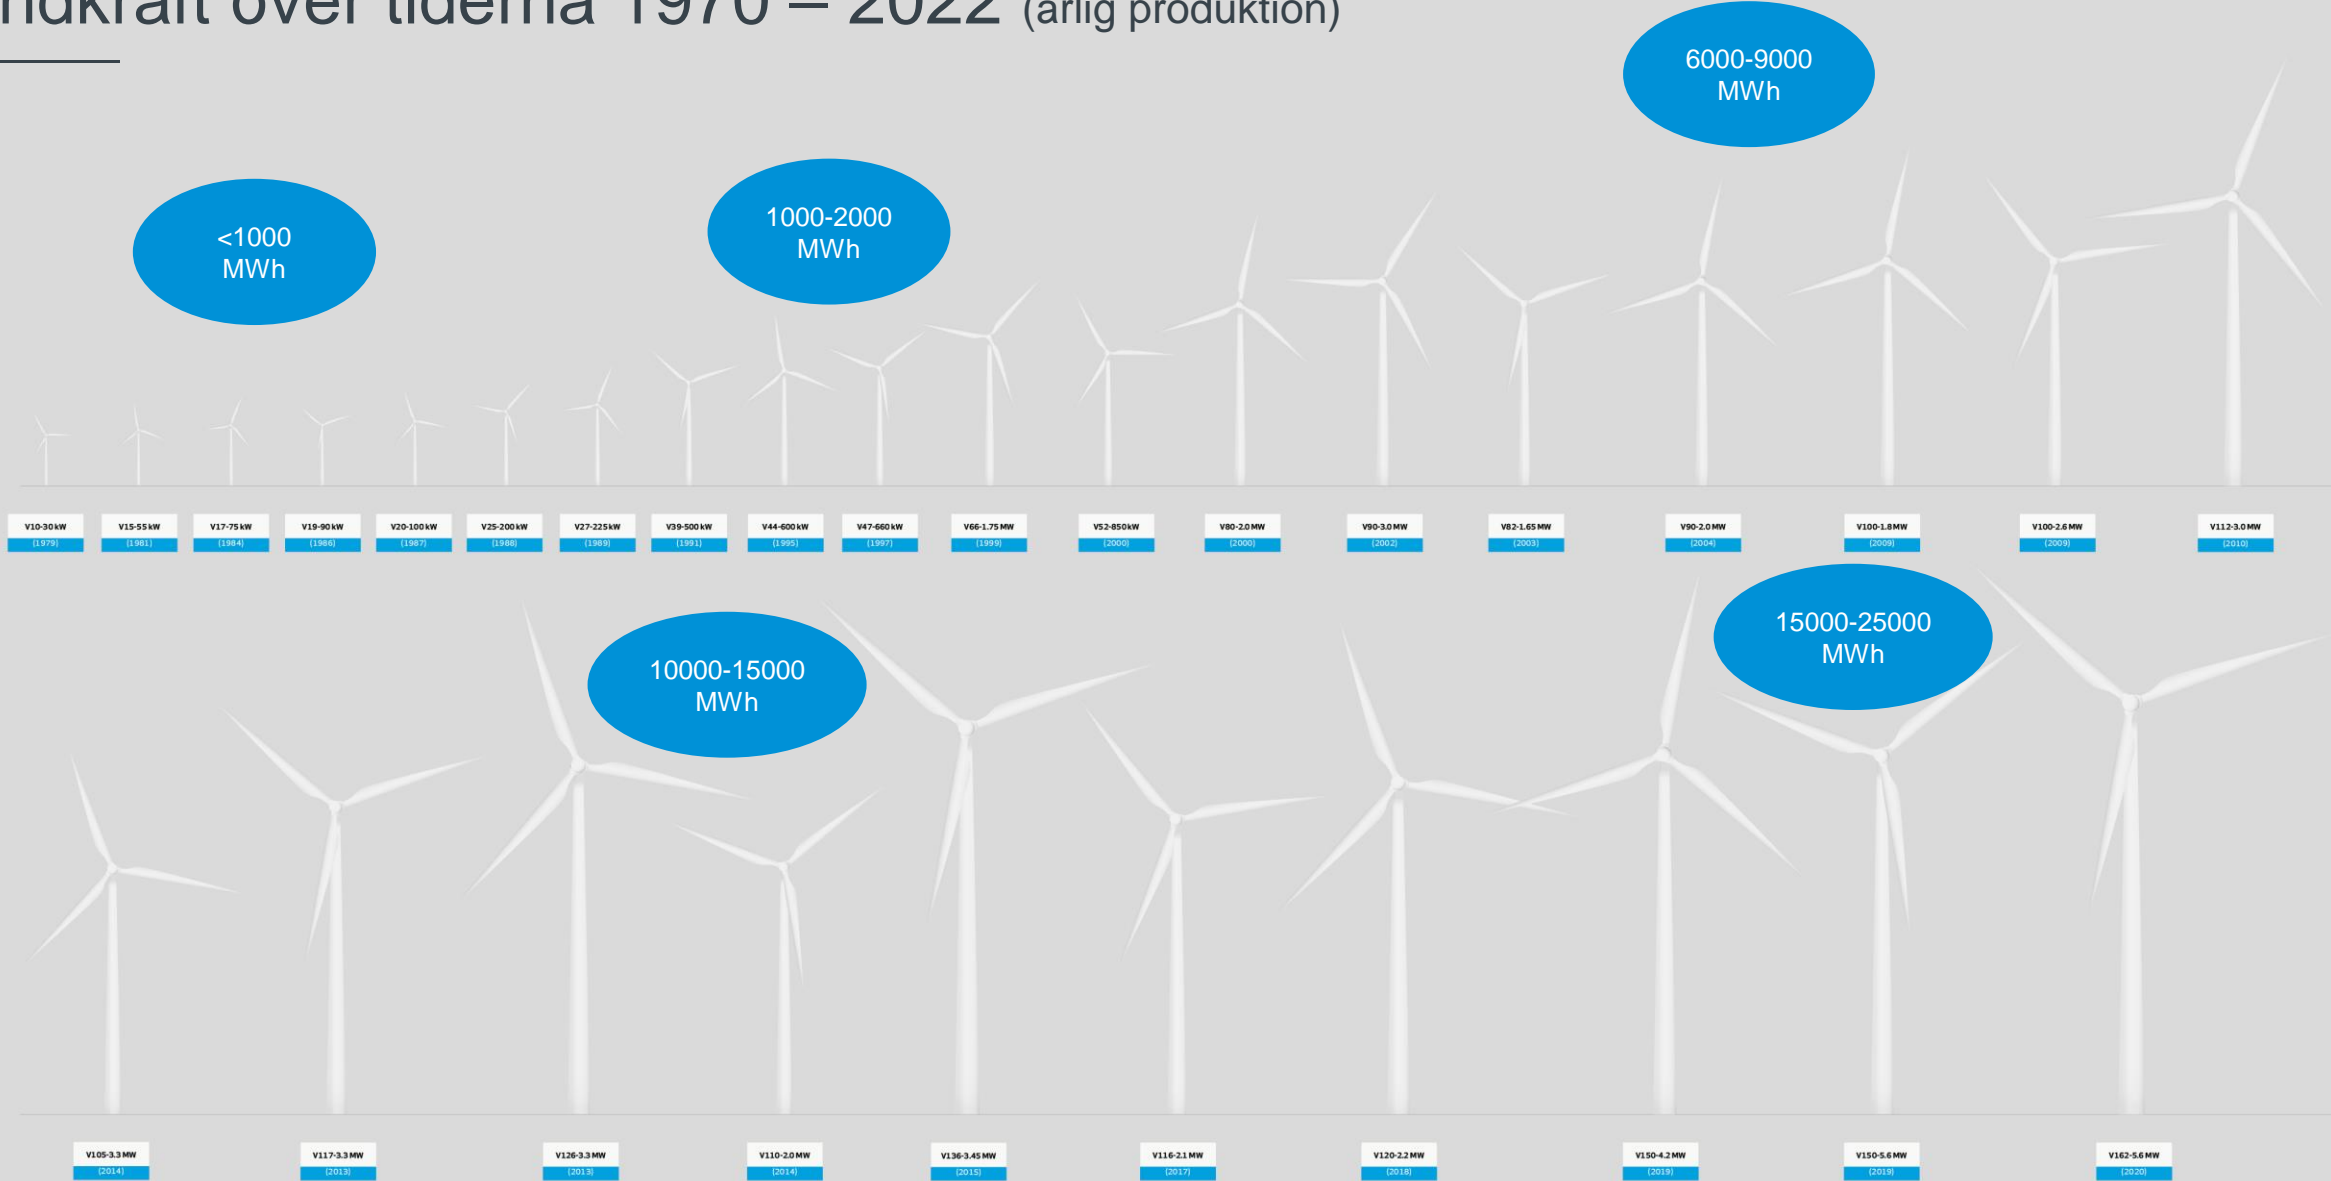 ndkraft över tiderna 1970 – 2022 (årlig produktion)
6000-9000
MWh
<1000
MWh
1000-2000
MWh
V10-30 kW
(1979)
V15-55 kW
(1981)
V17-75 kW
(1984)
V19-90 kW
(1986)
V20-100 kW
(1987)
V25-200 kW
(1988)
V27-225 kW
(1989)
V39-500 kW
(1991)
V44-600 kW
(1995)
V47-660 kW
(1997)
V66-1.75 MW
(1999)
V52-850 kW
(2000)
V80-2.0 MW
(2000)
V90-3.0 MW
(2002)
V82-1.65 MW
(2003)
V90-2.0 MW
(2004)
V100-1.8 MW
(2009)
V100-2.6 MW
(2009)
V112-3.0 MW
(2010)
10000-15000
MWh
15000-25000
MWh
V105-3.3 MW
(2014)
V117-3.3 MW
(2013)
V126-3.3 MW
(2013)
V110-2.0 MW
(2014)
V136-3.45 MW
(2015)
V116-2.1 MW
(2017)
V120-2.2 MW
(2018)
V150-4.2 MW
(2019)
V150-5.6 MW
(2019)
V162-5.6 MW
(2020)